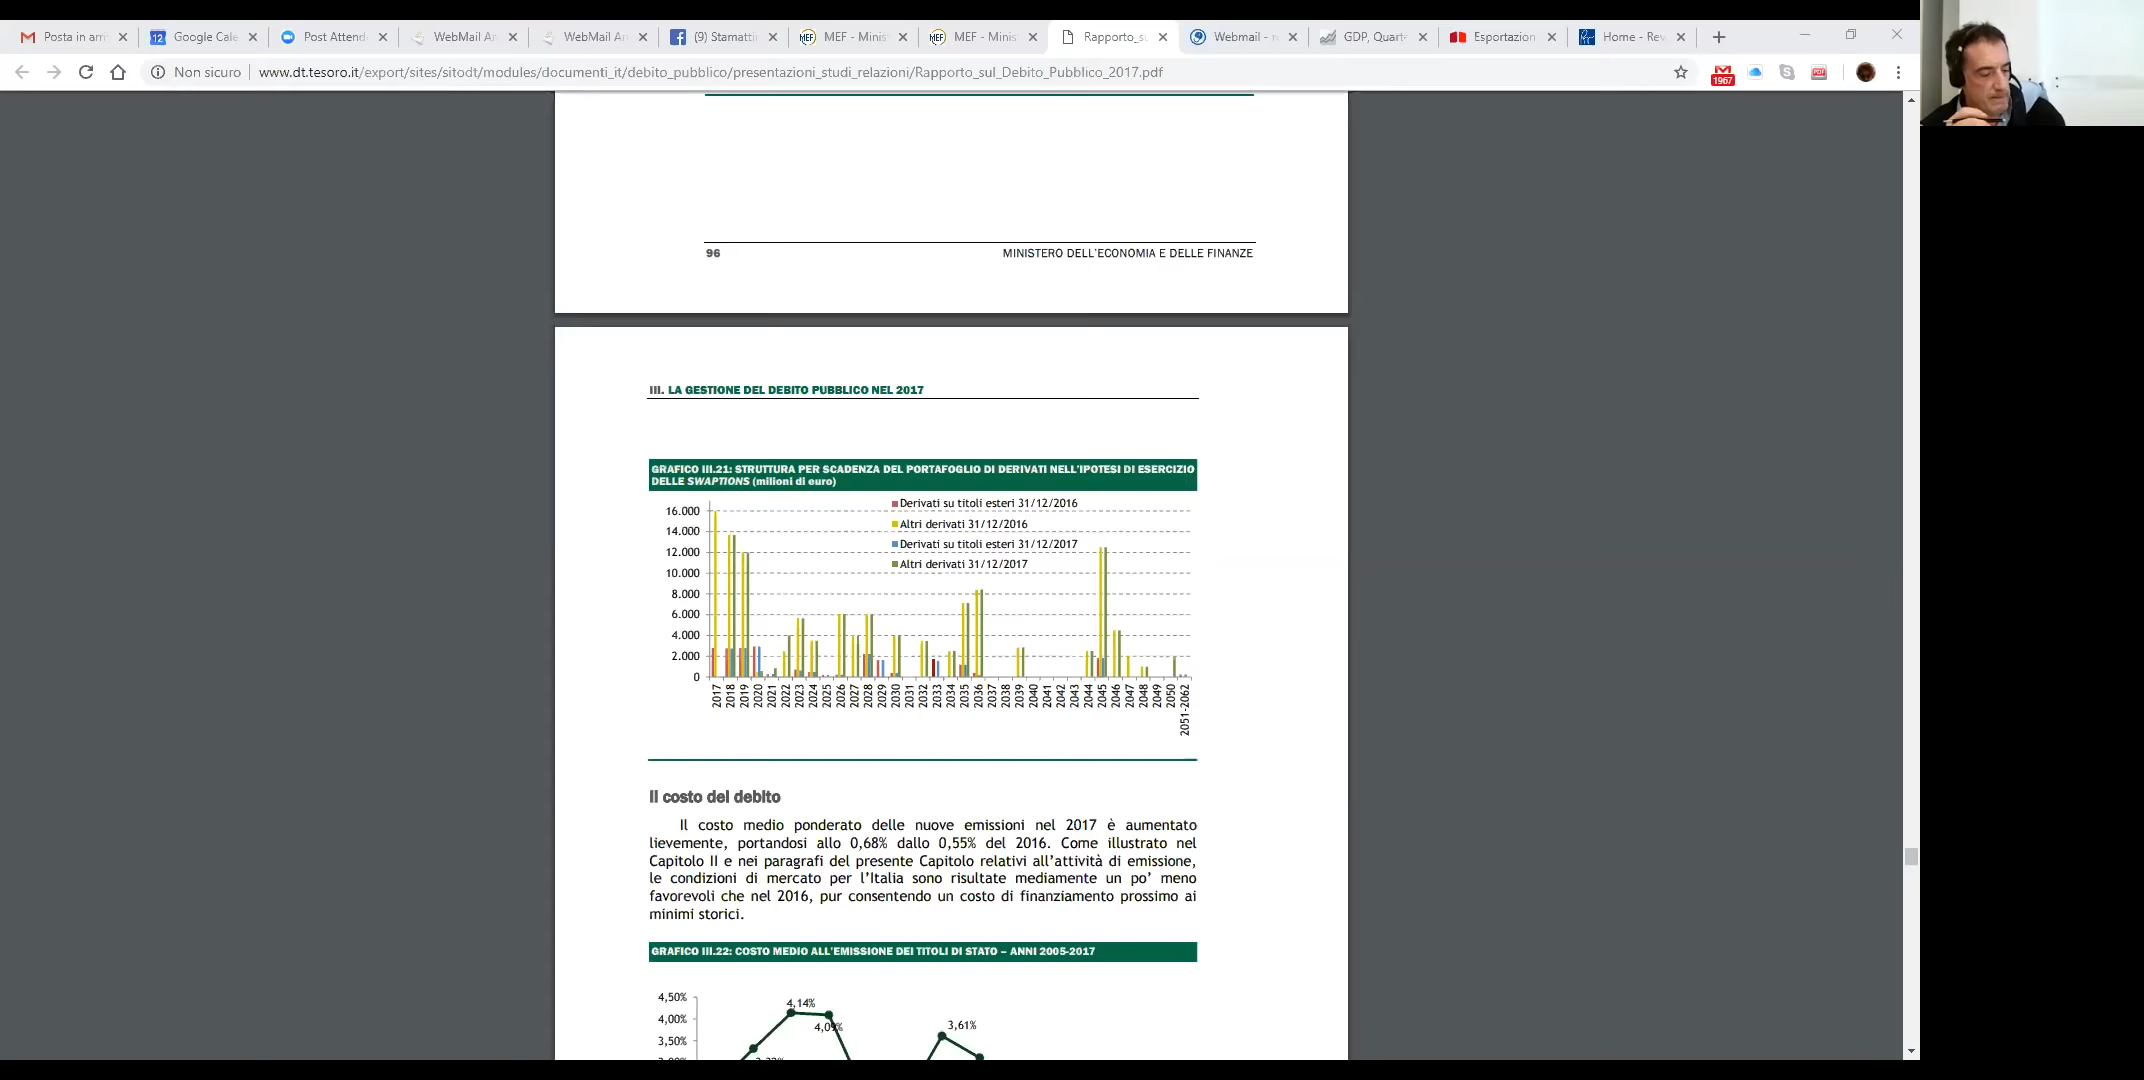 Posta in arr
Google Cale
Post Attend
WebMail Ar
WebMail Ar
(9) Stamatti
MEF - Minis
MEF - Minis
Rapporto_su
Webmail - n
GDP, Quart
Esportazion
Home - Rev
Non sicuro
www.dt.tesoro.it/export/sites/sitodt/modules/documenti_it/debito_pubblico/presentazioni_studi_relazioni/Rapporto_sul_Debito_Pubblico_2017.pdf
1967
96
MINISTERO DELL'ECONOMIA E DELLE FINANZE
III. LA GESTIONE DEL DEBITO PUBBLICO NEL 2017
GRAFICO III.21: STRUTTURA PER SCADENZA DEL PORTAFOGLIO DI DERIVATI NELL'IPOTESI DI ESERCIZIO
DELLE SWAPTIONS (milioni di euro)
Derivati su titoli esteri 31/12/2016
Altri derivati 31/12/2016
Derivati su titoli esteri 31/12/2017
Altri derivati 31/12/2017
16.000
14.000
12.000
10.000
8.000
6.000
4.000
2.000
0
2017
2018
2019
2020
2021
2022
2023
2024
2025
2026
2027
2028
2029
2030
2031
2032
2033
2034
2035
2036
2037
2038
2039
2040
2041
2042
2043
2044
2045
2046
2047
2048
2049
2050
2051-2062
Il costo del debito
Il costo medio ponderato delle nuove emissioni nel 2017 è aumentato
lievemente, portandosi allo 0,68% dallo 0,55% del 2016. Come illustrato nel
Capitolo II e nei paragrafi del presente Capitolo relativi all'attività di emissione,
le condizioni di mercato per l'Italia sono risultate mediamente un po' meno
favorevoli che nel 2016, pur consentendo un costo di finanziamento prossimo ai
minimi storici.
GRAFICO III.22: COSTO MEDIO ALL'EMISSIONE DEI TITOLI DI STATO – ANNI 2005-2017
4,50%
4,00%
3,50%
4,14%
4,09%
3,61%